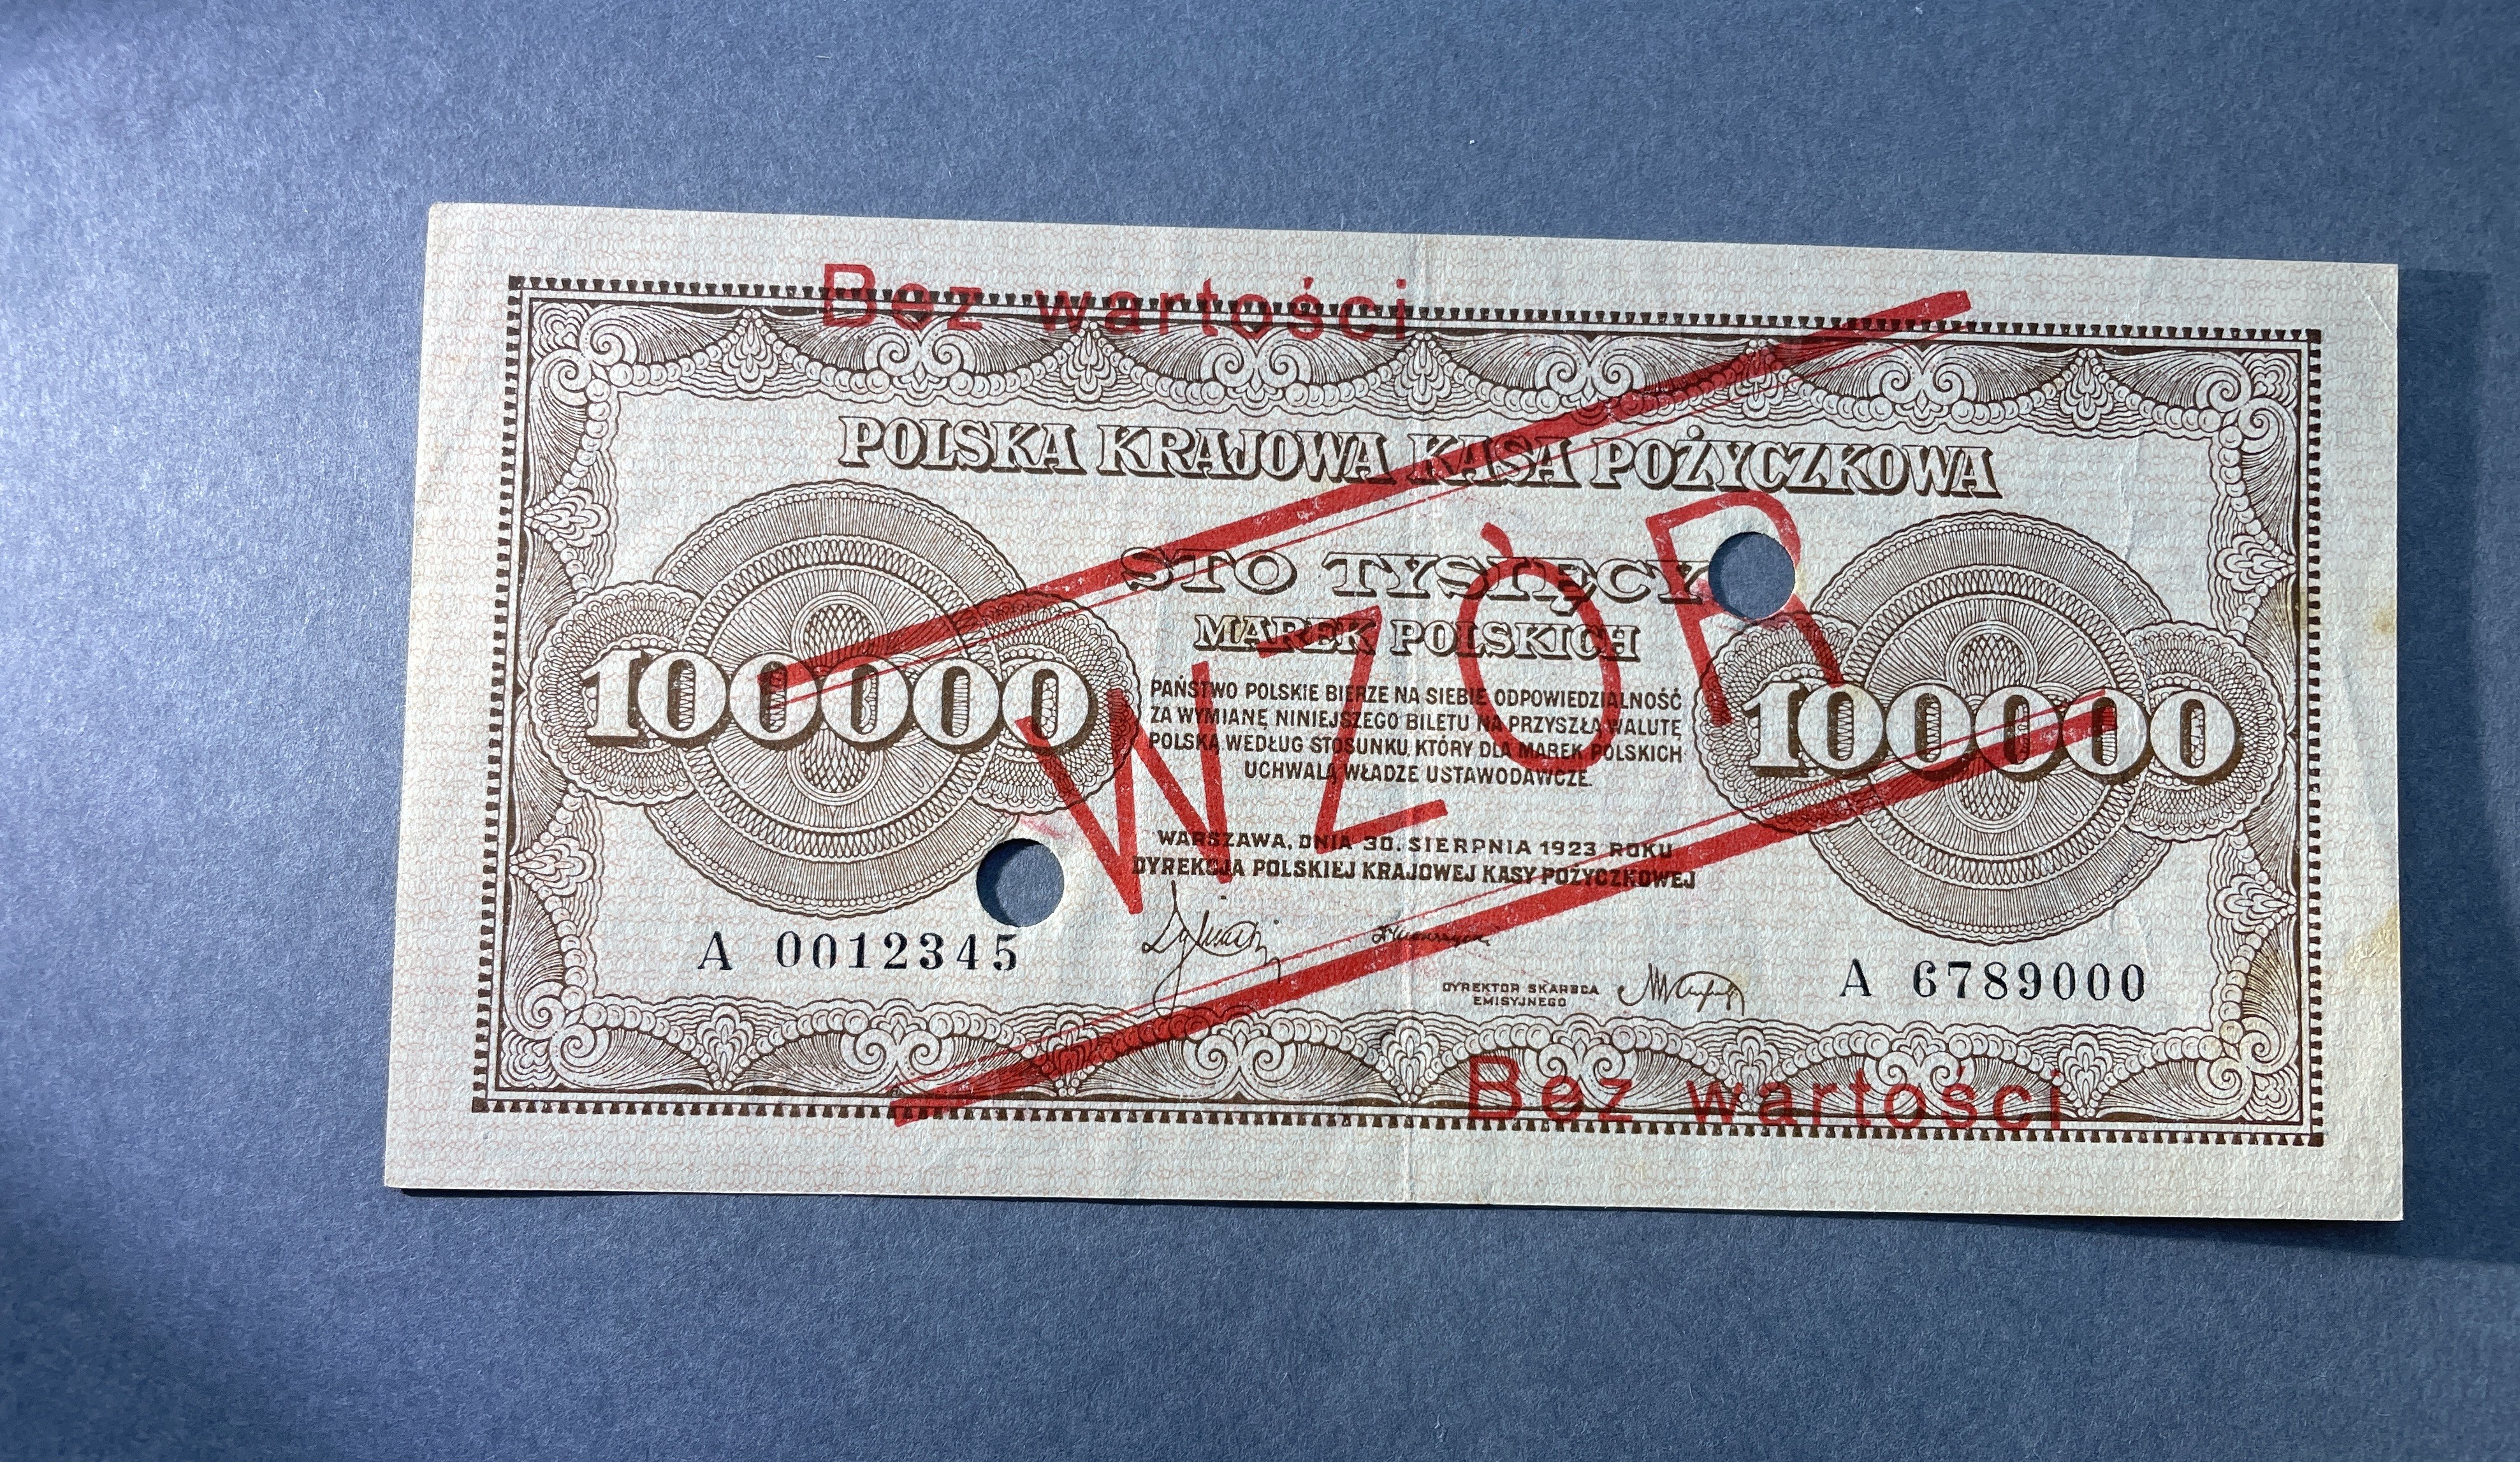 Bez wartości
POLSKA KRAJOWA KASA POŻYCZKOWA
STO TYSIĘCY
MAREK POLSKICH
100000
100000
WZÓR
PAŃSTWO POLSKIE BIERZE NA SIEBIE ODPOWIEDZIALNOŚĆ
ZA WYMIANĘ NINIEJSZEGO BILETU NA PRZYSZŁĄ WALUTĘ
POLSKĄ WEDŁUG STOSUNKU, KTÓRY DLA MAREK POLSKICH
UCHWALĄ WŁADZE USTAWODAWCZE.
WARSZAWA, DNIA 30. SIERPNIA 1923 ROKU
DYREKCJA POLSKIEJ KRAJOWEJ KASY POŻYCZKOWEJ
A 0012345
DYREKTOR SKARBCA
EMISYJNEGO
A 6789000
Bez wartości